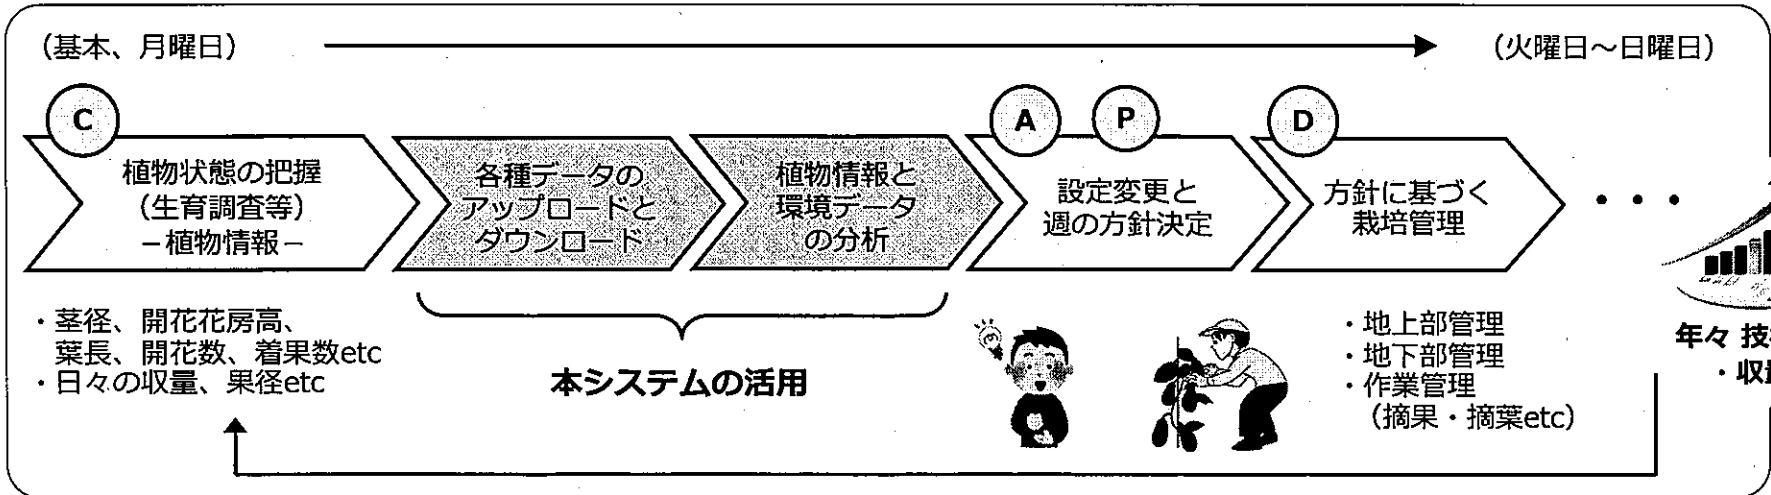 (基本、月曜日)
(火曜日~日曜日)
C
植物状態の把握
(生育調査等)
-植物情報-
各種データの
アップロードと
ダウンロード
植物情報と
環境データ
の分析
A
P
設定変更と
週の方針決定
D
方針に基づく
栽培管理
・・・
・茎径、開花花房高、
葉長、開花数、着果数etc
・日々の収量、果径etc
本システムの活用
・地上部管理
・地下部管理
・作業管理
(摘果・摘葉etc)
年々
・収